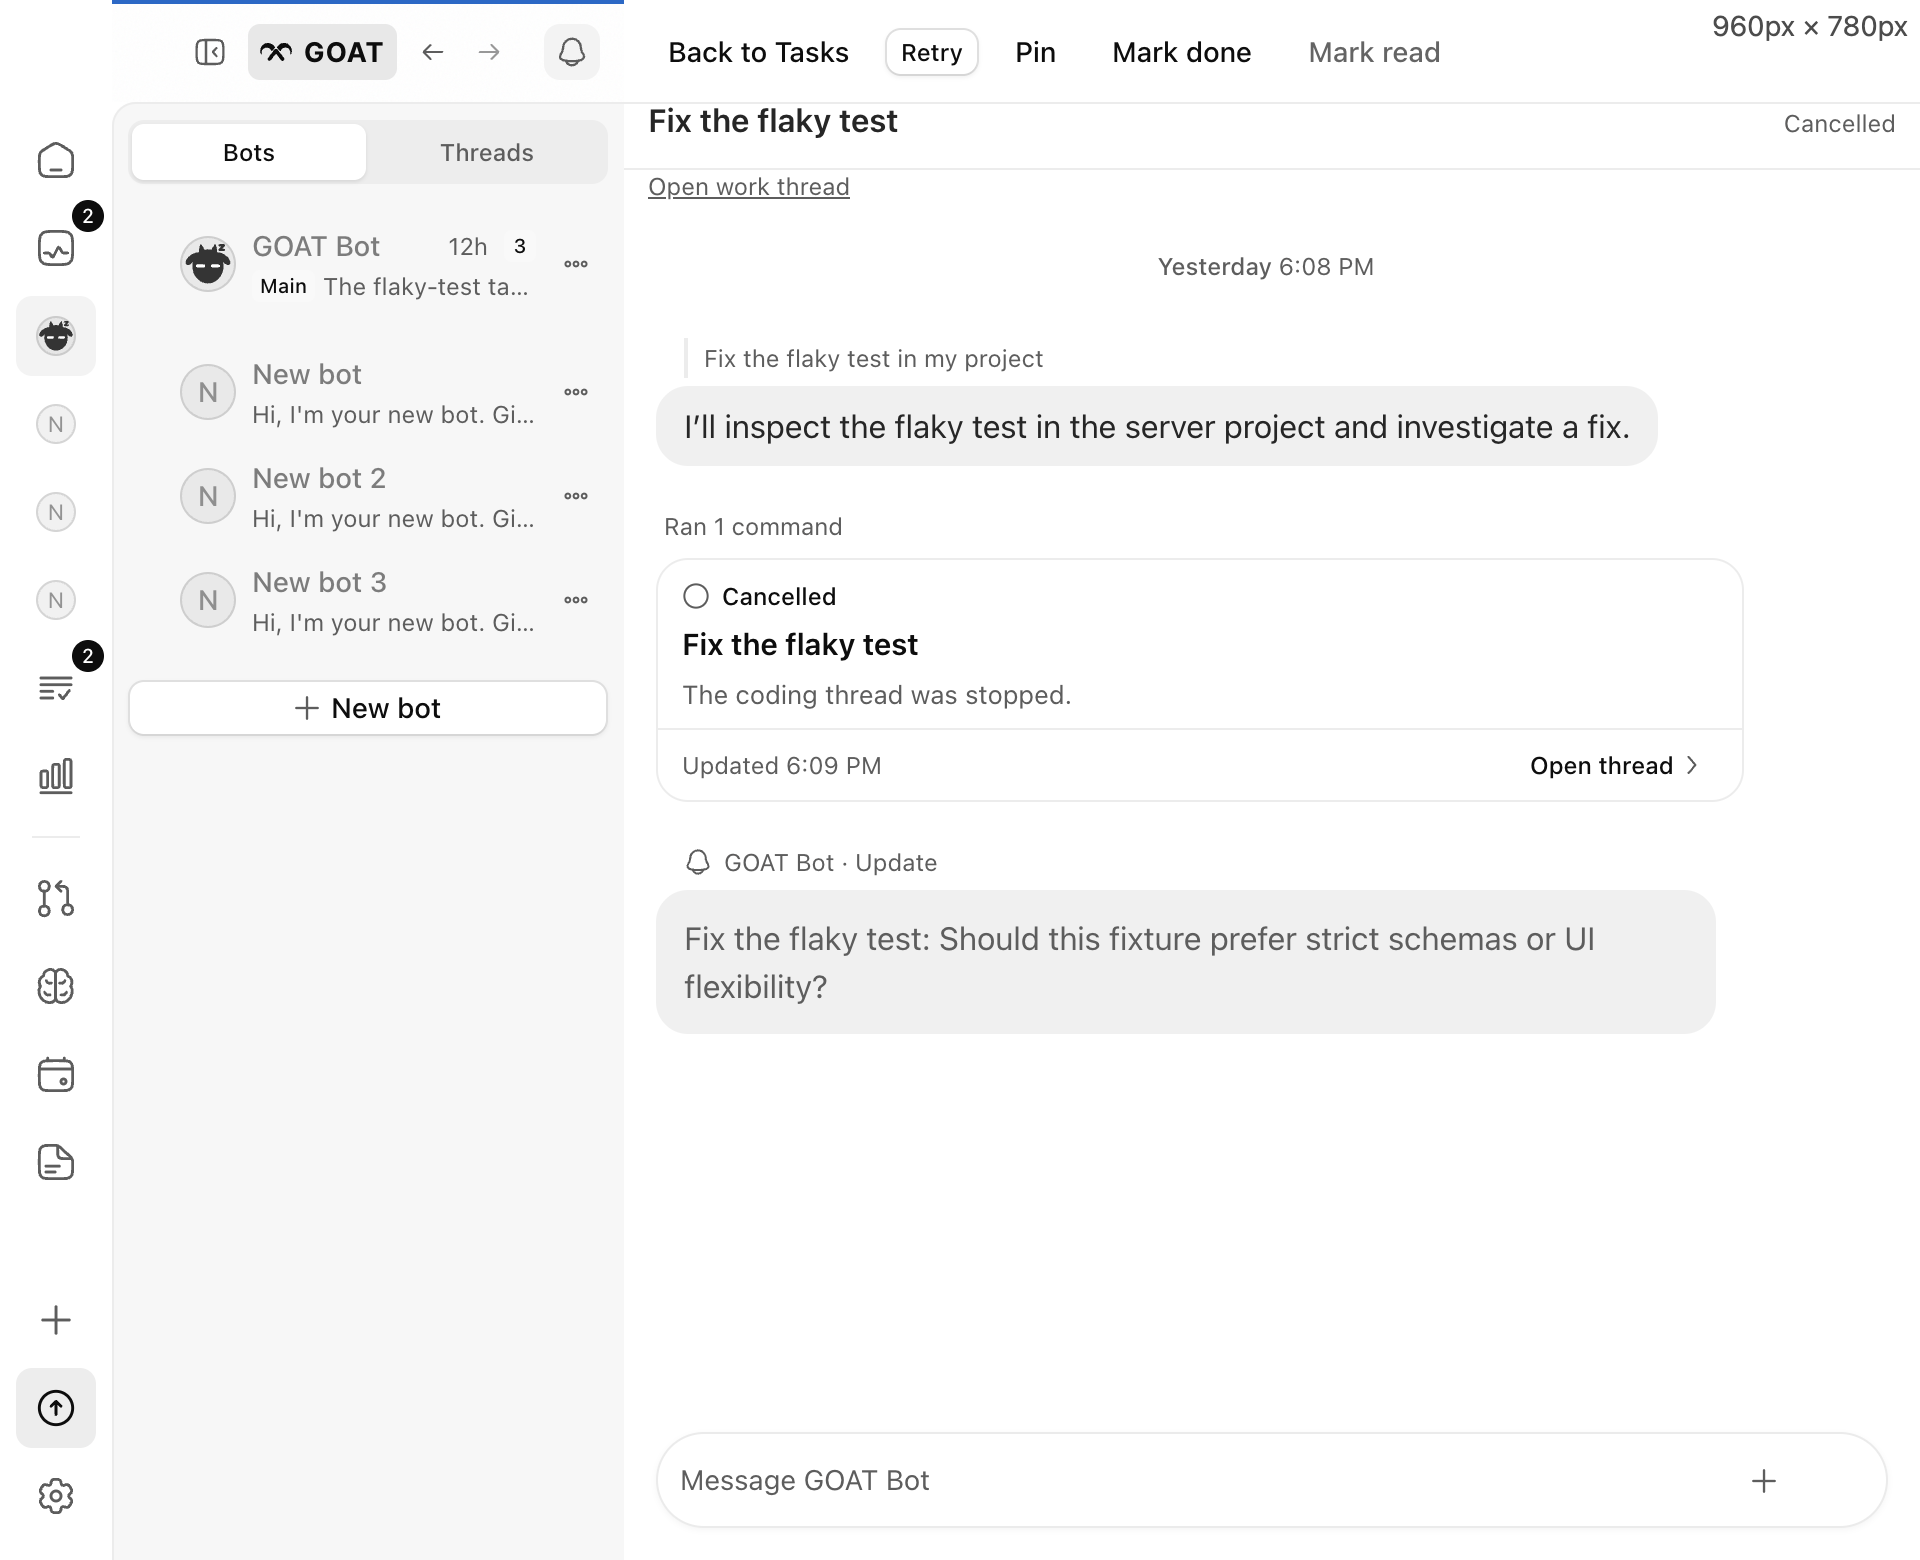 960px × 780px
GOAT
Back to Tasks
Retry
Pin
Mark done
Mark read
Bots
Threads
Fix the flaky test
Cancelled
Open work thread
2
GOAT Bot 12h 3
Main The flaky-test ta...
Yesterday 6:08 PM
N
New bot
Hi, I'm your new bot. Gi...
N
New bot 2
Hi, I'm your new bot. Gi...
N
New bot 3
Hi, I'm your new bot. Gi...
N
N
N
2
New bot
Fix the flaky test in my project
I’ll inspect the flaky test in the server project and investigate a fix.
Ran 1 command
Cancelled
Fix the flaky test
The coding thread was stopped.
Updated 6:09 PM
Open thread
GOAT Bot · Update
Fix the flaky test: Should this fixture prefer strict schemas or UI
flexibility?
Message GOAT Bot